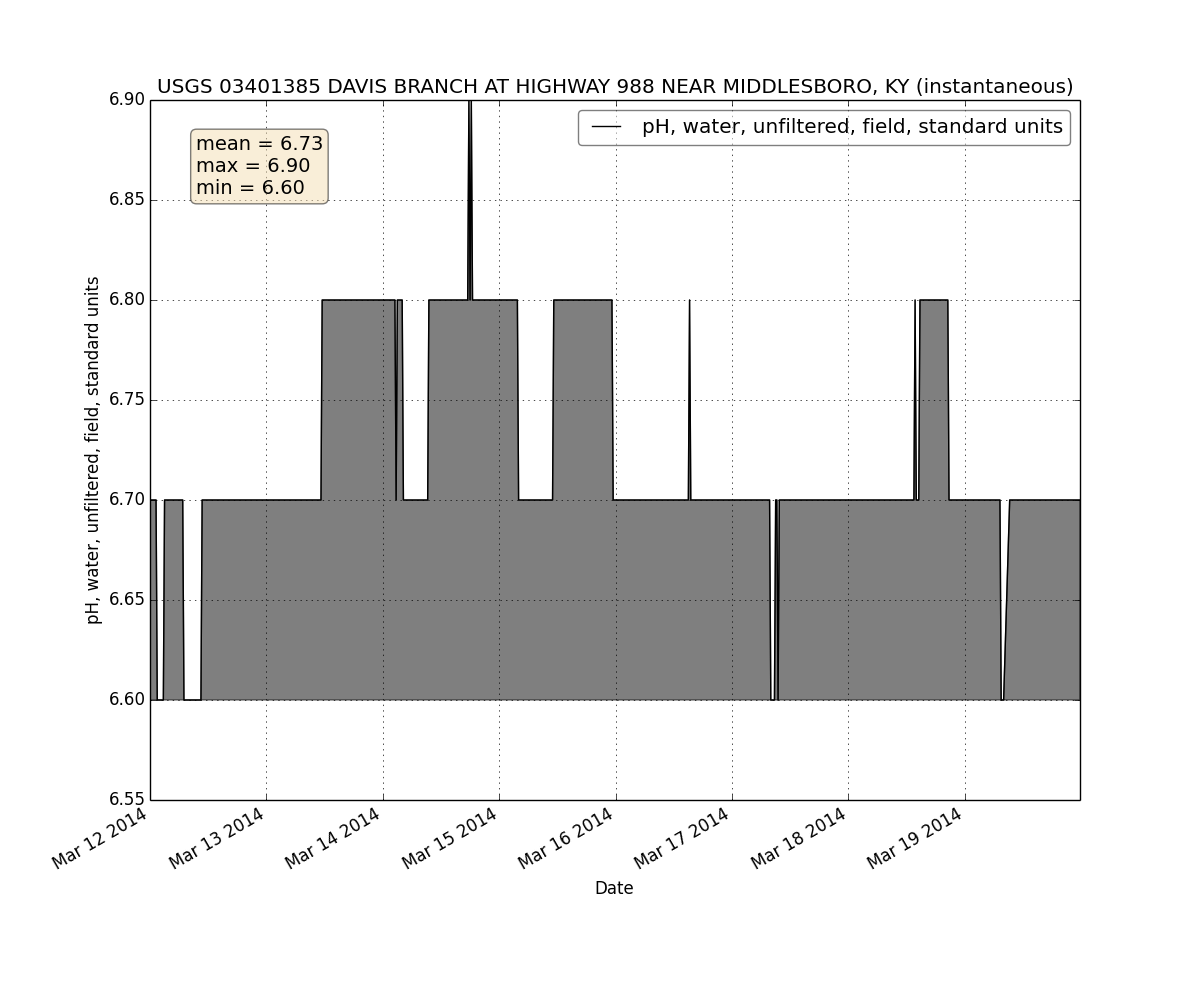 USGS 03401385 DAVIS BRANCH AT HIGHWAY 988 NEAR MIDDLESBORO, KY (instantaneous)
pH, water, unfiltered, field, standard units
mean = 6.73
max = 6.90
min = 6.60
pH, water, unfiltered, field, standard units
6.90
6.85
6.80
6.75
6.70
6.65
6.60
6.55
Mar 12 2014
Mar 13 2014
Mar 14 2014
Mar 15 2014
Mar 16 2014
Mar 17 2014
Mar 18 2014
Mar 19 2014
Date